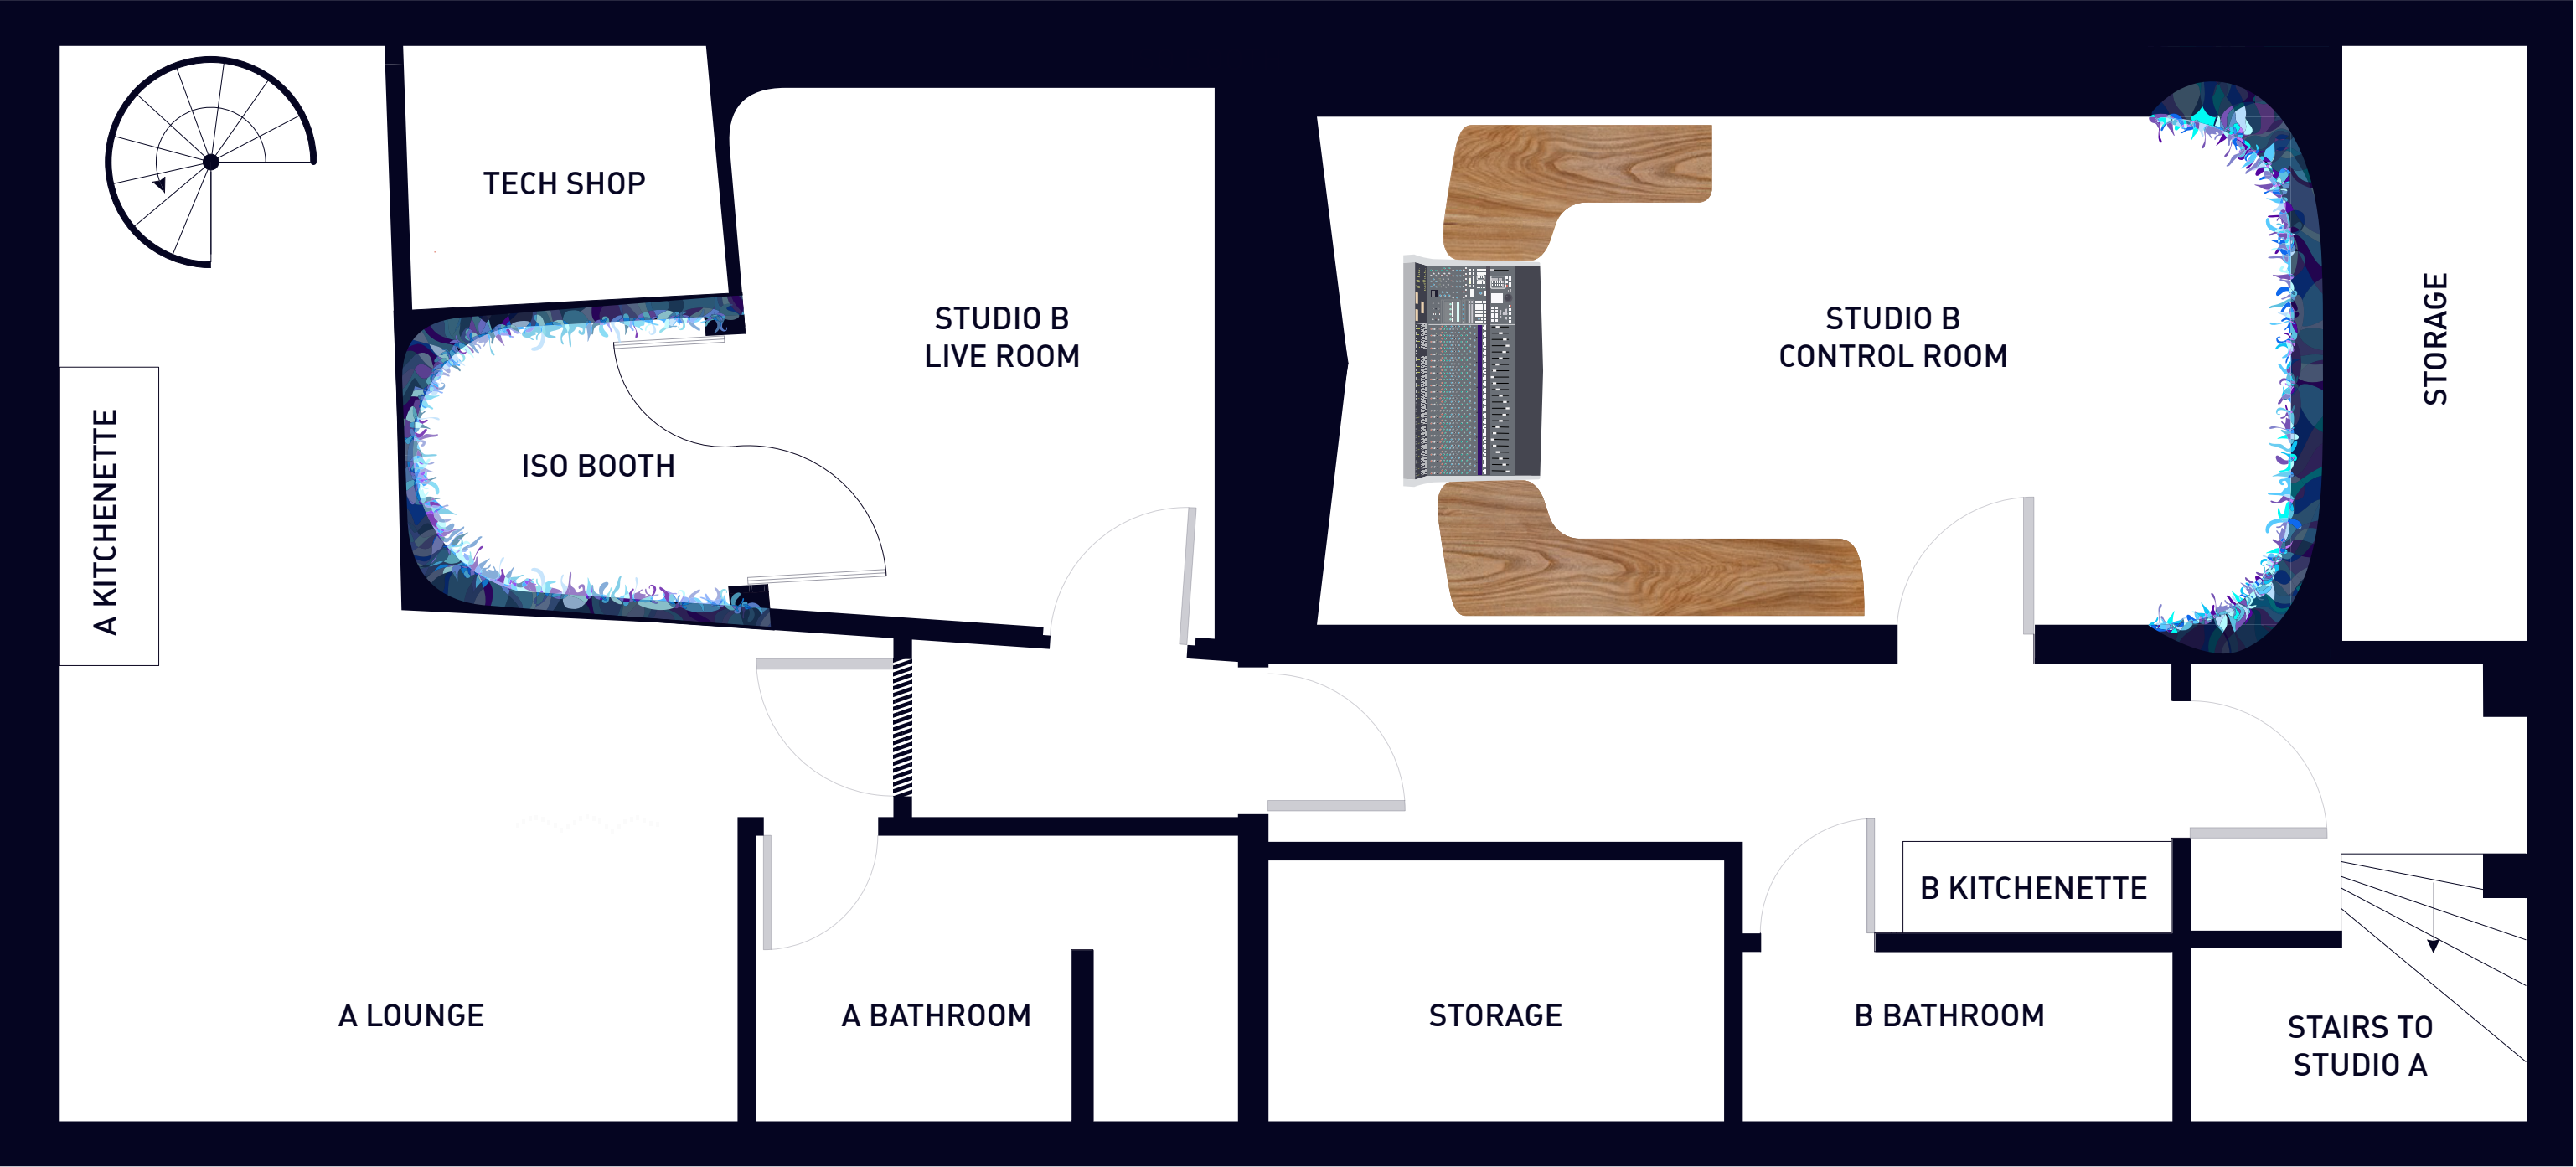 TECH SHOP
STUDIO B
LIVE ROOM
STUDIO B
CONTROL ROOM
STORAGE
A KITCHENETTE
ISO BOOTH
B KITCHENETTE
A LOUNGE
A BATHROOM
STORAGE
B BATHROOM
STAIRS TO
STUDIO A